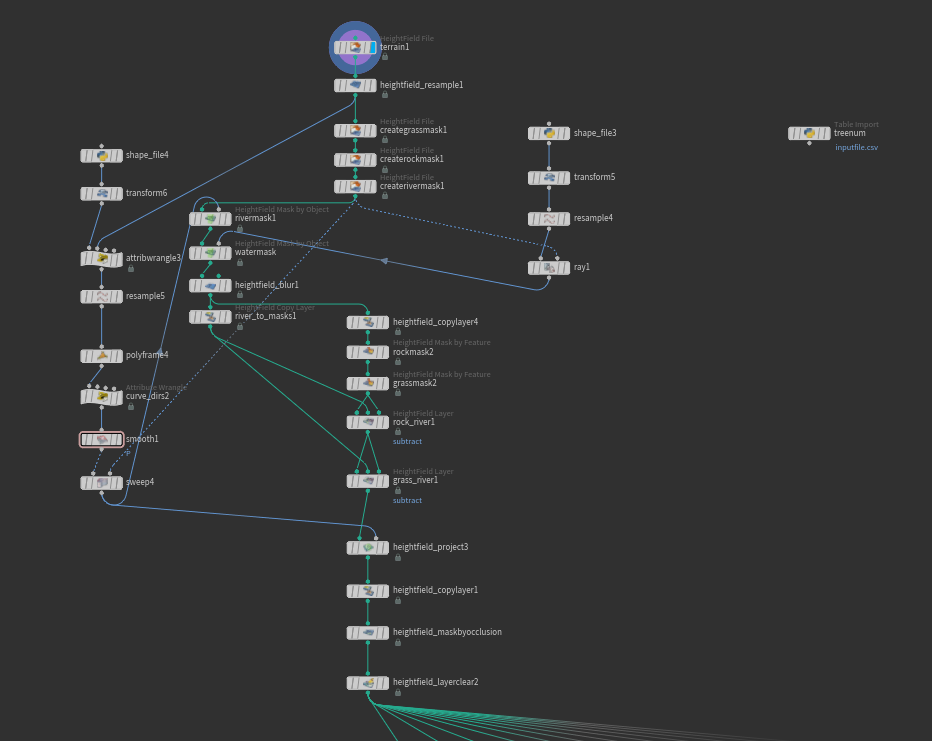 HeightField File
terrain1
heightfield_resample1
HeightField File
creategrassmask1
HeightField File
createrockmask1
HeightField File
createrivermask1
shape_file3
Table Import
treenum
inputfile.csv
shape_file4
transform6
transform5
HeightField Mask by Object
rivermask1
resample4
HeightField Mask by Object
watermask
attribwrangle3
ray1
heightfield_blur1
resample5
HeightField Copy Layer
river_to_masks1
heightfield_copylayer4
HeightField Mask by Feature
rockmask2
polyframe4
HeightField Mask by Feature
grassmask2
Attribute Wrangle
curve_dirs2
HeightField Layer
rock_river1
subtract
smooth1
HeightField Layer
grass_river1
subtract
sweep4
heightfield_project3
heightfield_copylayer1
heightfield_maskbyocclusion
heightfield_layerclear2